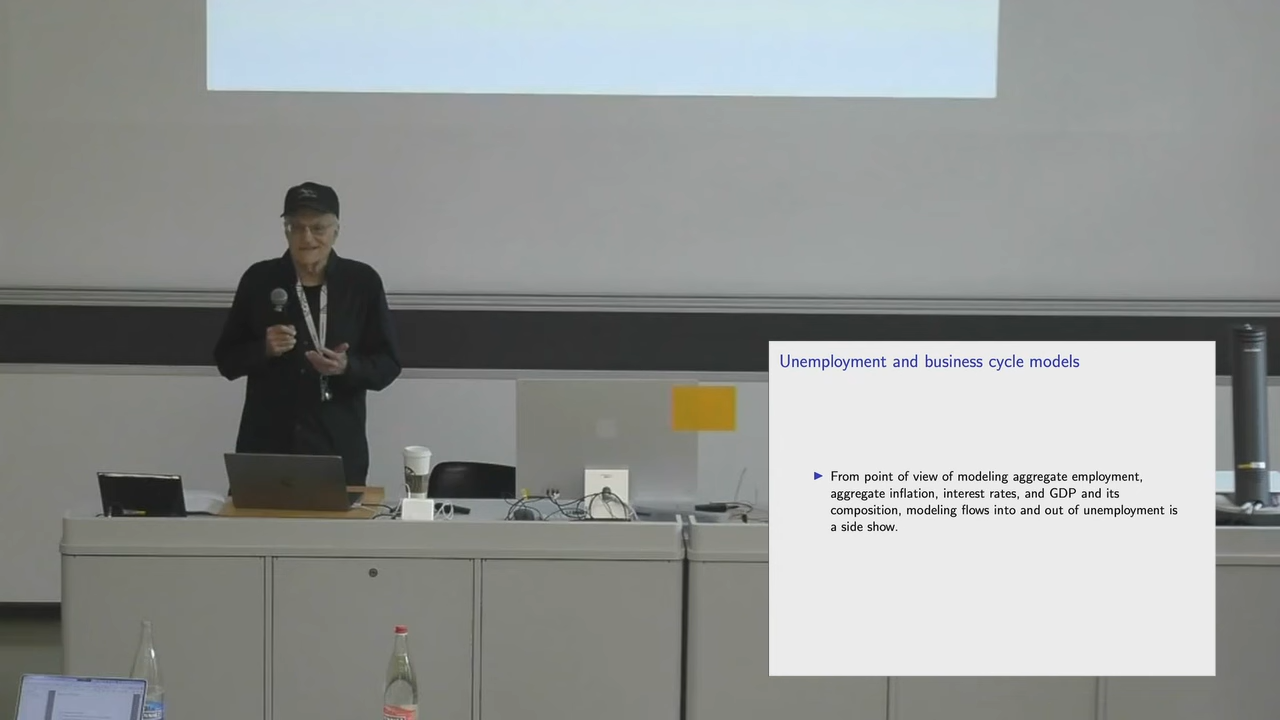 Unemployment and business cycle models
From point of view of modeling aggregate employment,
aggregate inflation, interest rates, and GDP and its
composition, modeling flows into and out of unemployment is
a side show.